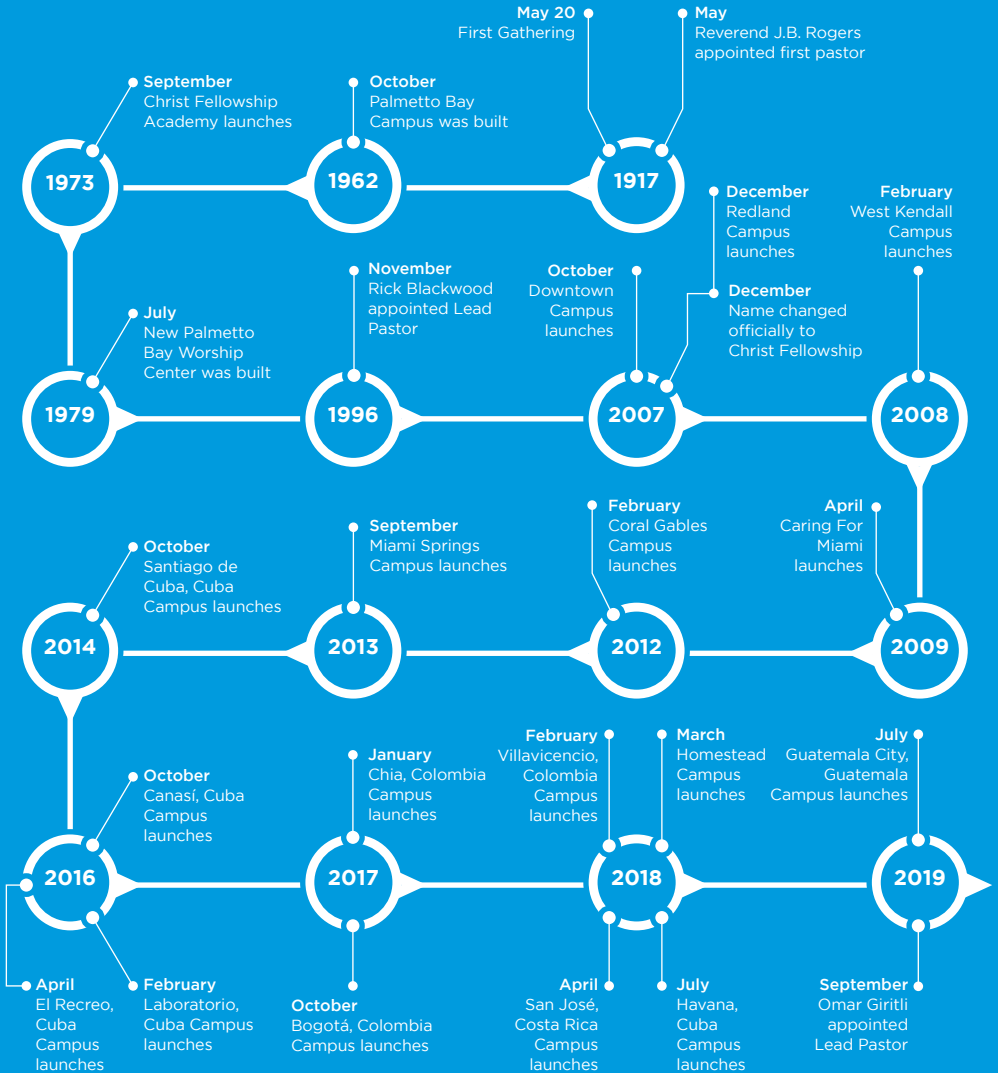 May 20
First Gathering
May
Reverend J.B. Rogers
appointed first pastor
1917
October
Palmetto Bay
Campus was built
1962
September
Christ Fellowship
Academy launches
1973
July
New Palmetto
Bay Worship
Center was built
1979
November
Rick Blackwood
appointed Lead
Pastor
1996
October
Downtown
Campus
launches
December
Redland
Campus
launches
December
Name changed
officially to
Christ Fellowship
2007
February
West Kendall
Campus
launches
2008
April
Caring For
Miami
launches
2009
February
Coral Gables
Campus
launches
2012
September
Miami Springs
Campus launches
2013
October
Santiago de
Cuba, Cuba
Campus launches
2014
October
Canasí, Cuba
Campus
launches
2016
April
El Recreo,
Cuba
Campus
launches
February
Laboratorio,
Cuba Campus
launches
January
Chia, Colombia
Campus
launches
2017
October
Bogotá, Colombia
Campus launches
February
Villavicencio,
Colombia
Campus
launches
March
Homestead
Campus
launches
2018
April
San José,
Costa Rica
Campus
launches
July
Havana,
Cuba
Campus
launches
July
Guatemala City,
Guatemala
Campus launches
2019
September
Omar Giritli
appointed
Lead Pastor